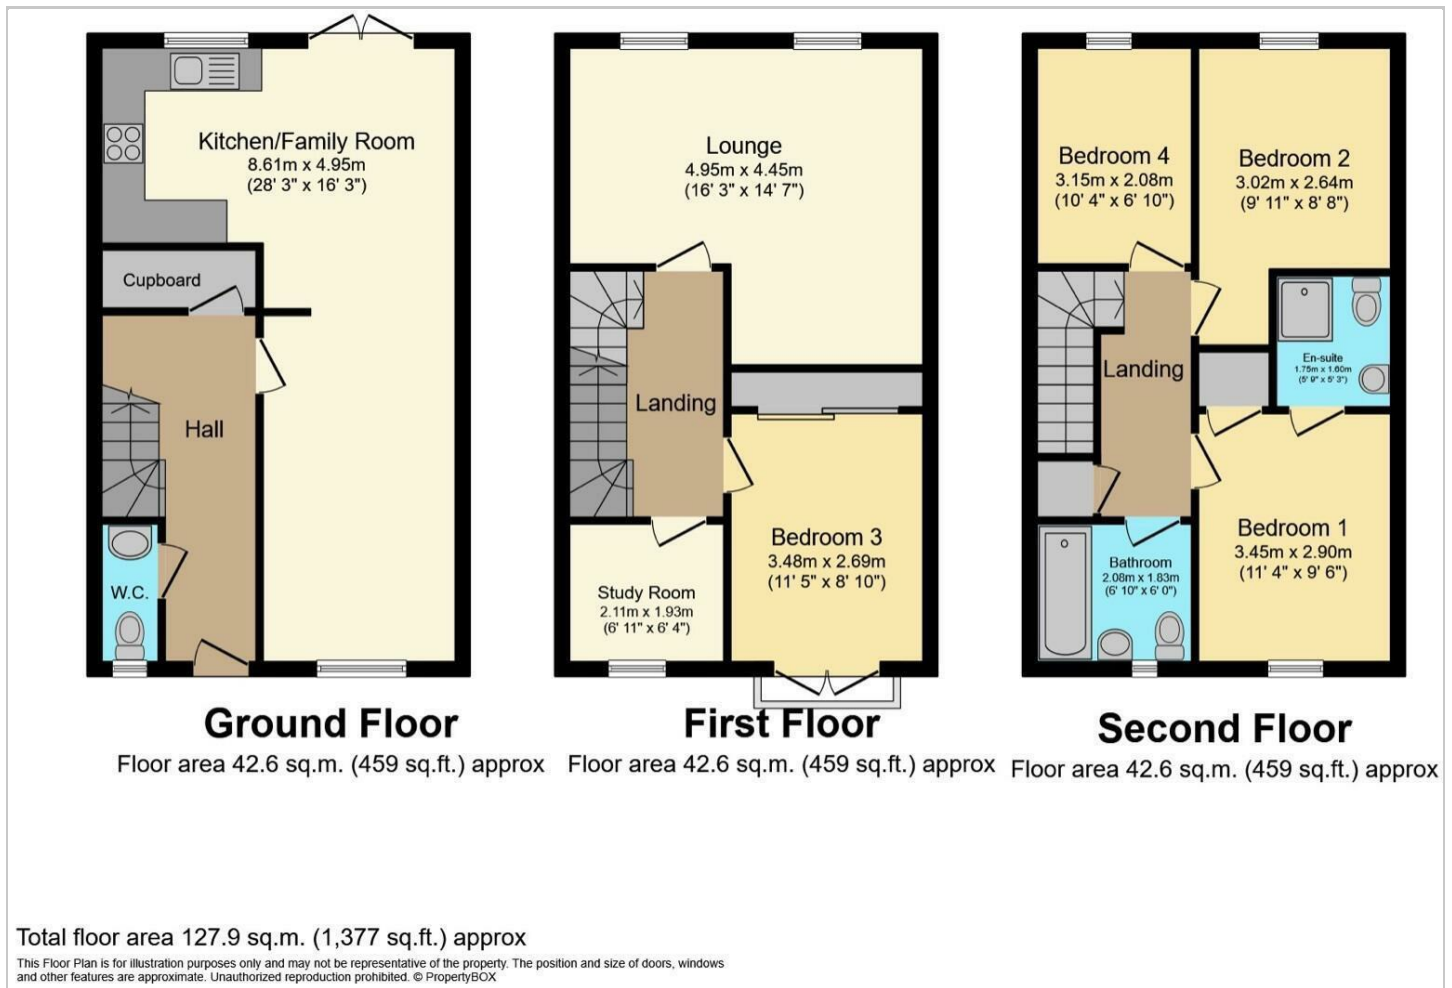 Kitchen/Family Room
8.61m x 4.95m
(28' 3" x 16' 3")
Cupboard
Hall
W.C.
Ground Floor
Floor area 42.6 sq.m. (459 sq.ft.) approx
Lounge
4.95m x 4.45m
(16' 3" x 14' 7")
Landing
Bedroom 3
3.48m x 2.69m
(11' 5" x 8' 10")
Study Room
2.11m x 1.93m
(6' 11" x 6' 4")
First Floor
Floor area 42.6 sq.m. (459 sq.ft.) approx
Bedroom 4
3.15m x 2.08m
(10' 4" x 6' 10")
Bedroom 2
3.02m x 2.64m
(9' 11" x 8' 8")
En-suite
1.75m x 1.60m
(5' 9" x 5' 3")
Landing
Bedroom 1
3.45m x 2.90m
(11' 4" x 9' 6")
Bathroom
2.08m x 1.83m
(6' 10" x 6' 0")
Second Floor
Floor area 42.6 sq.m. (459 sq.ft.) approx
Total floor area 127.9 sq.m. (1,377 sq.ft.) approx
This Floor Plan is for illustration purposes only and may not be representative of the property. The position and size of doors, windows
and other features are approximate. Unauthorized reproduction prohibited. © PropertyBOX